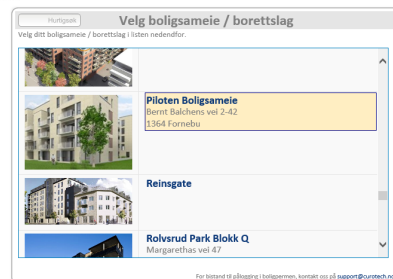 Hurtigsøk
Velg boligsameie / borettslag
Velg ditt boligsameie / borettslag i listen nedendfor.
Piloten Boligsameie
Bernt Balchens vei 2-42
1364 Fornebu
Reinsgate
Rolvsrud Park Blokk Q
Margarethas vei 47
For bistand til pålogging i boligpermen, kontakt oss på support@curotech.no